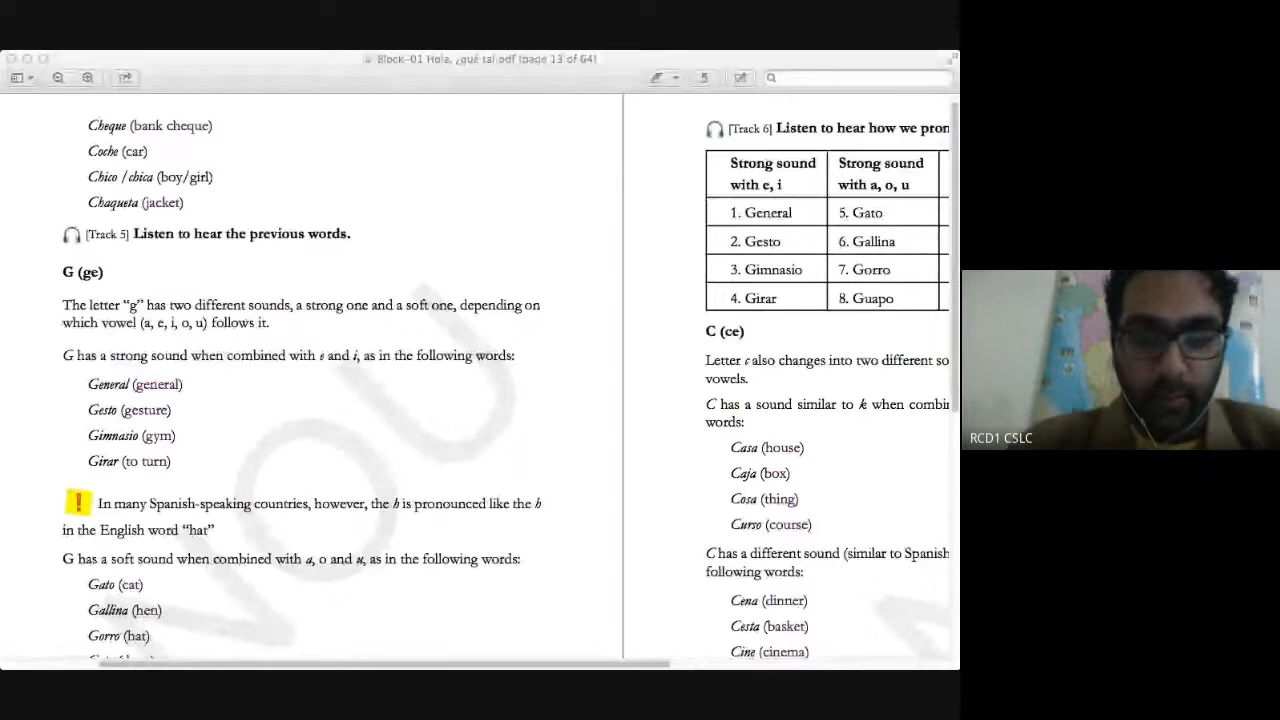 Block-01 Hola, ¿qué tal.pdf (page 13 of 64)
Cheque (bank cheque)
Coche (car)
Chico /chica (boy/girl)
Chaqueta (jacket)
[Track 5] Listen to hear the previous words.
G (ge)
The letter “g” has two different sounds, a strong one and a soft one, depending on
which vowel (a, e, i, o, u) follows it.
G has a strong sound when combined with e and i, as in the following words:
General (general)
Gesto (gesture)
Gimnasio (gym)
Girar (to turn)
! In many Spanish-speaking countries, however, the h is pronounced like the h
in the English word “hat”
G has a soft sound when combined with a, o and u, as in the following words:
Gato (cat)
Gallina (hen)
Gorro (hat)
[Track 6] Listen to hear how we pron
Strong sound
with e, i
Strong sound
with a, o, u
1. General
5. Gato
2. Gesto
6. Gallina
3. Gimnasio
7. Gorro
4. Girar
8. Guapo
C (ce)
Letter c also changes into two different so
vowels.
C has a sound similar to k when combin
words:
Casa (house)
Caja (box)
Cosa (thing)
Curso (course)
C has a different sound (similar to Spanish
following words:
Cena (dinner)
Cesta (basket)
Cine (cinema)
RCD1 CSLC